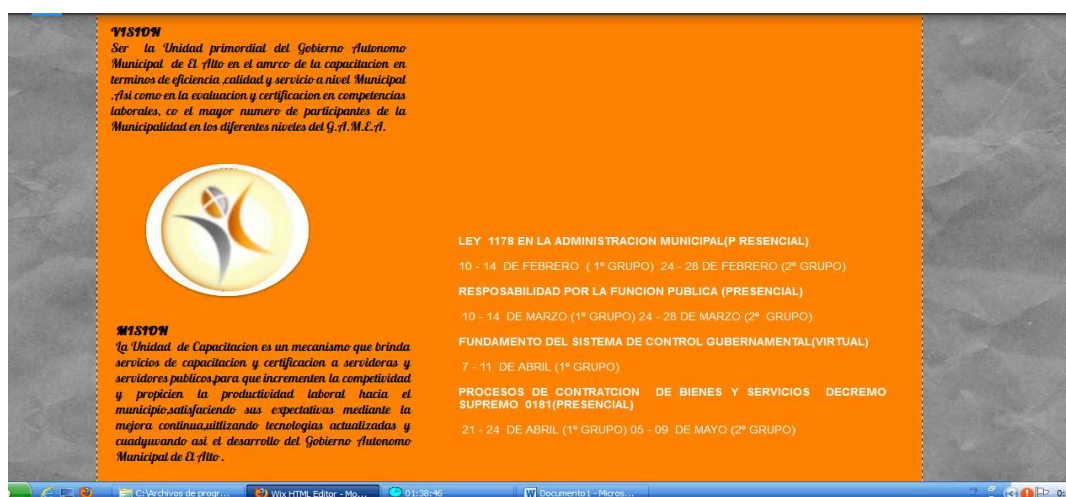 VISION
Ser la Unidad primordial del Gobierno Autonomo
Municipal de El Alto en el amrco de la capacitacion en
terminos de eficiencia ,calidad y servicio a nivel Municipal
.Asi como en la evaluacion y certificacion en competencias
laborales, co el mayor numero de participantes de la
Municipalidad en los diferentes niveles del G.A.M.E.A.
MISION
La Unidad de Capacitacion es un mecanismo que brinda
servicios de capacitacion y certificacion a servidoras y
servidores publicos,para que incrementen la competividad
y propicien la productividad laboral hacia el
municipio,satisfaciendo sus expectativas mediante la
mejora continua,uitlizando tecnologias actualizadas y
cuadyuvando asi el desarrollo del Gobierno Autonomo
Municipal de El Alto .
LEY 1178 EN LA ADMINISTRACION MUNICIPAL(P RESENCIAL)
10 - 14 DE FEBRERO ( 1º GRUPO) 24 - 28 DE FEBRERO (2º GRUPO)
RESPOSABILIDAD POR LA FUNCION PUBLICA (PRESENCIAL)
10 - 14 DE MARZO (1º GRUPO) 24 - 28 DE MARZO (2º GRUPO)
FUNDAMENTO DEL SISTEMA DE CONTROL GUBERNAMENTAL(VIRTUAL)
7 - 11 DE ABRIL (1º GRUPO)
PROCESOS DE CONTRATCION DE BIENES Y SERVICIOS DECREMO
SUPREMO 0181(PRESENCIAL)
21 - 24 DE ABRIL (1º GRUPO) 05 - 09 DE MAYO (2º GRUPO)
C:\Archivos de progr...
Wix HTML Editor - Mo...
01:38:46
Documento1 - Micros...